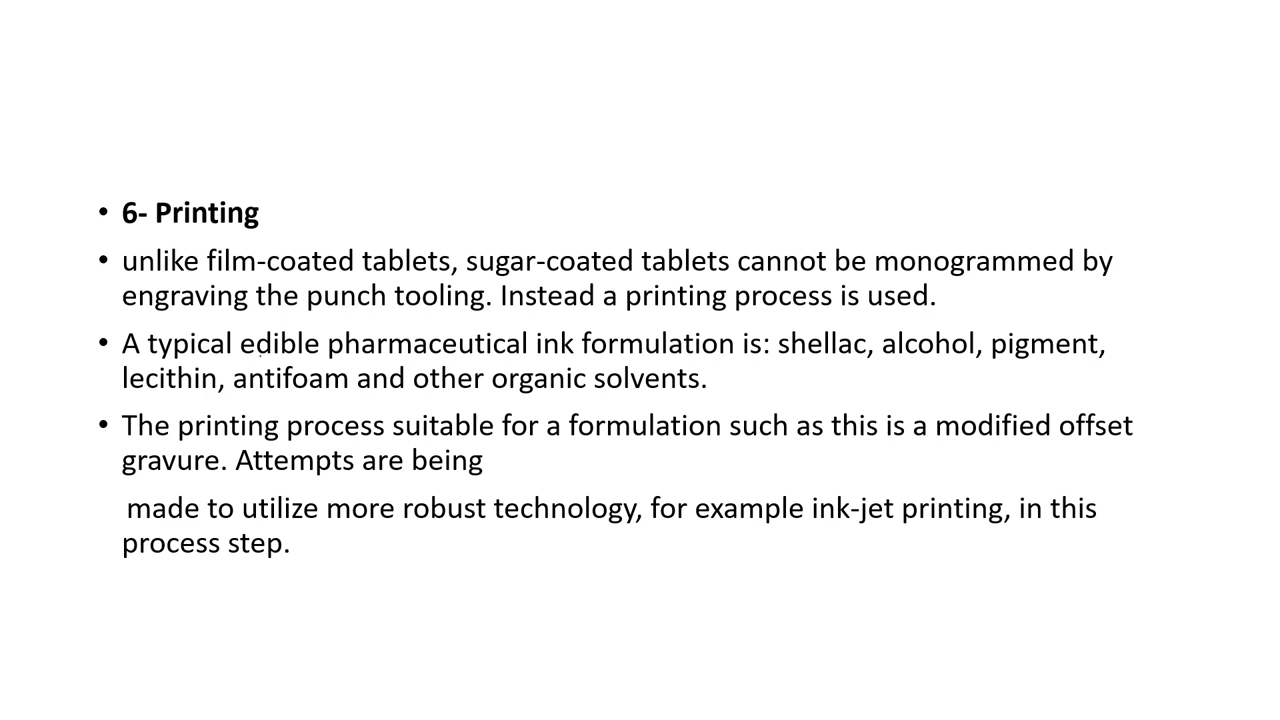 • 6- Printing
• unlike film-coated tablets, sugar-coated tablets cannot be monogrammed by
engraving the punch tooling. Instead a printing process is used.
• A typical edible pharmaceutical ink formulation is: shellac, alcohol, pigment,
lecithin, antifoam and other organic solvents.
• The printing process suitable for a formulation such as this is a modified offset
gravure. Attempts are being
made to utilize more robust technology, for example ink-jet printing, in this
process step.